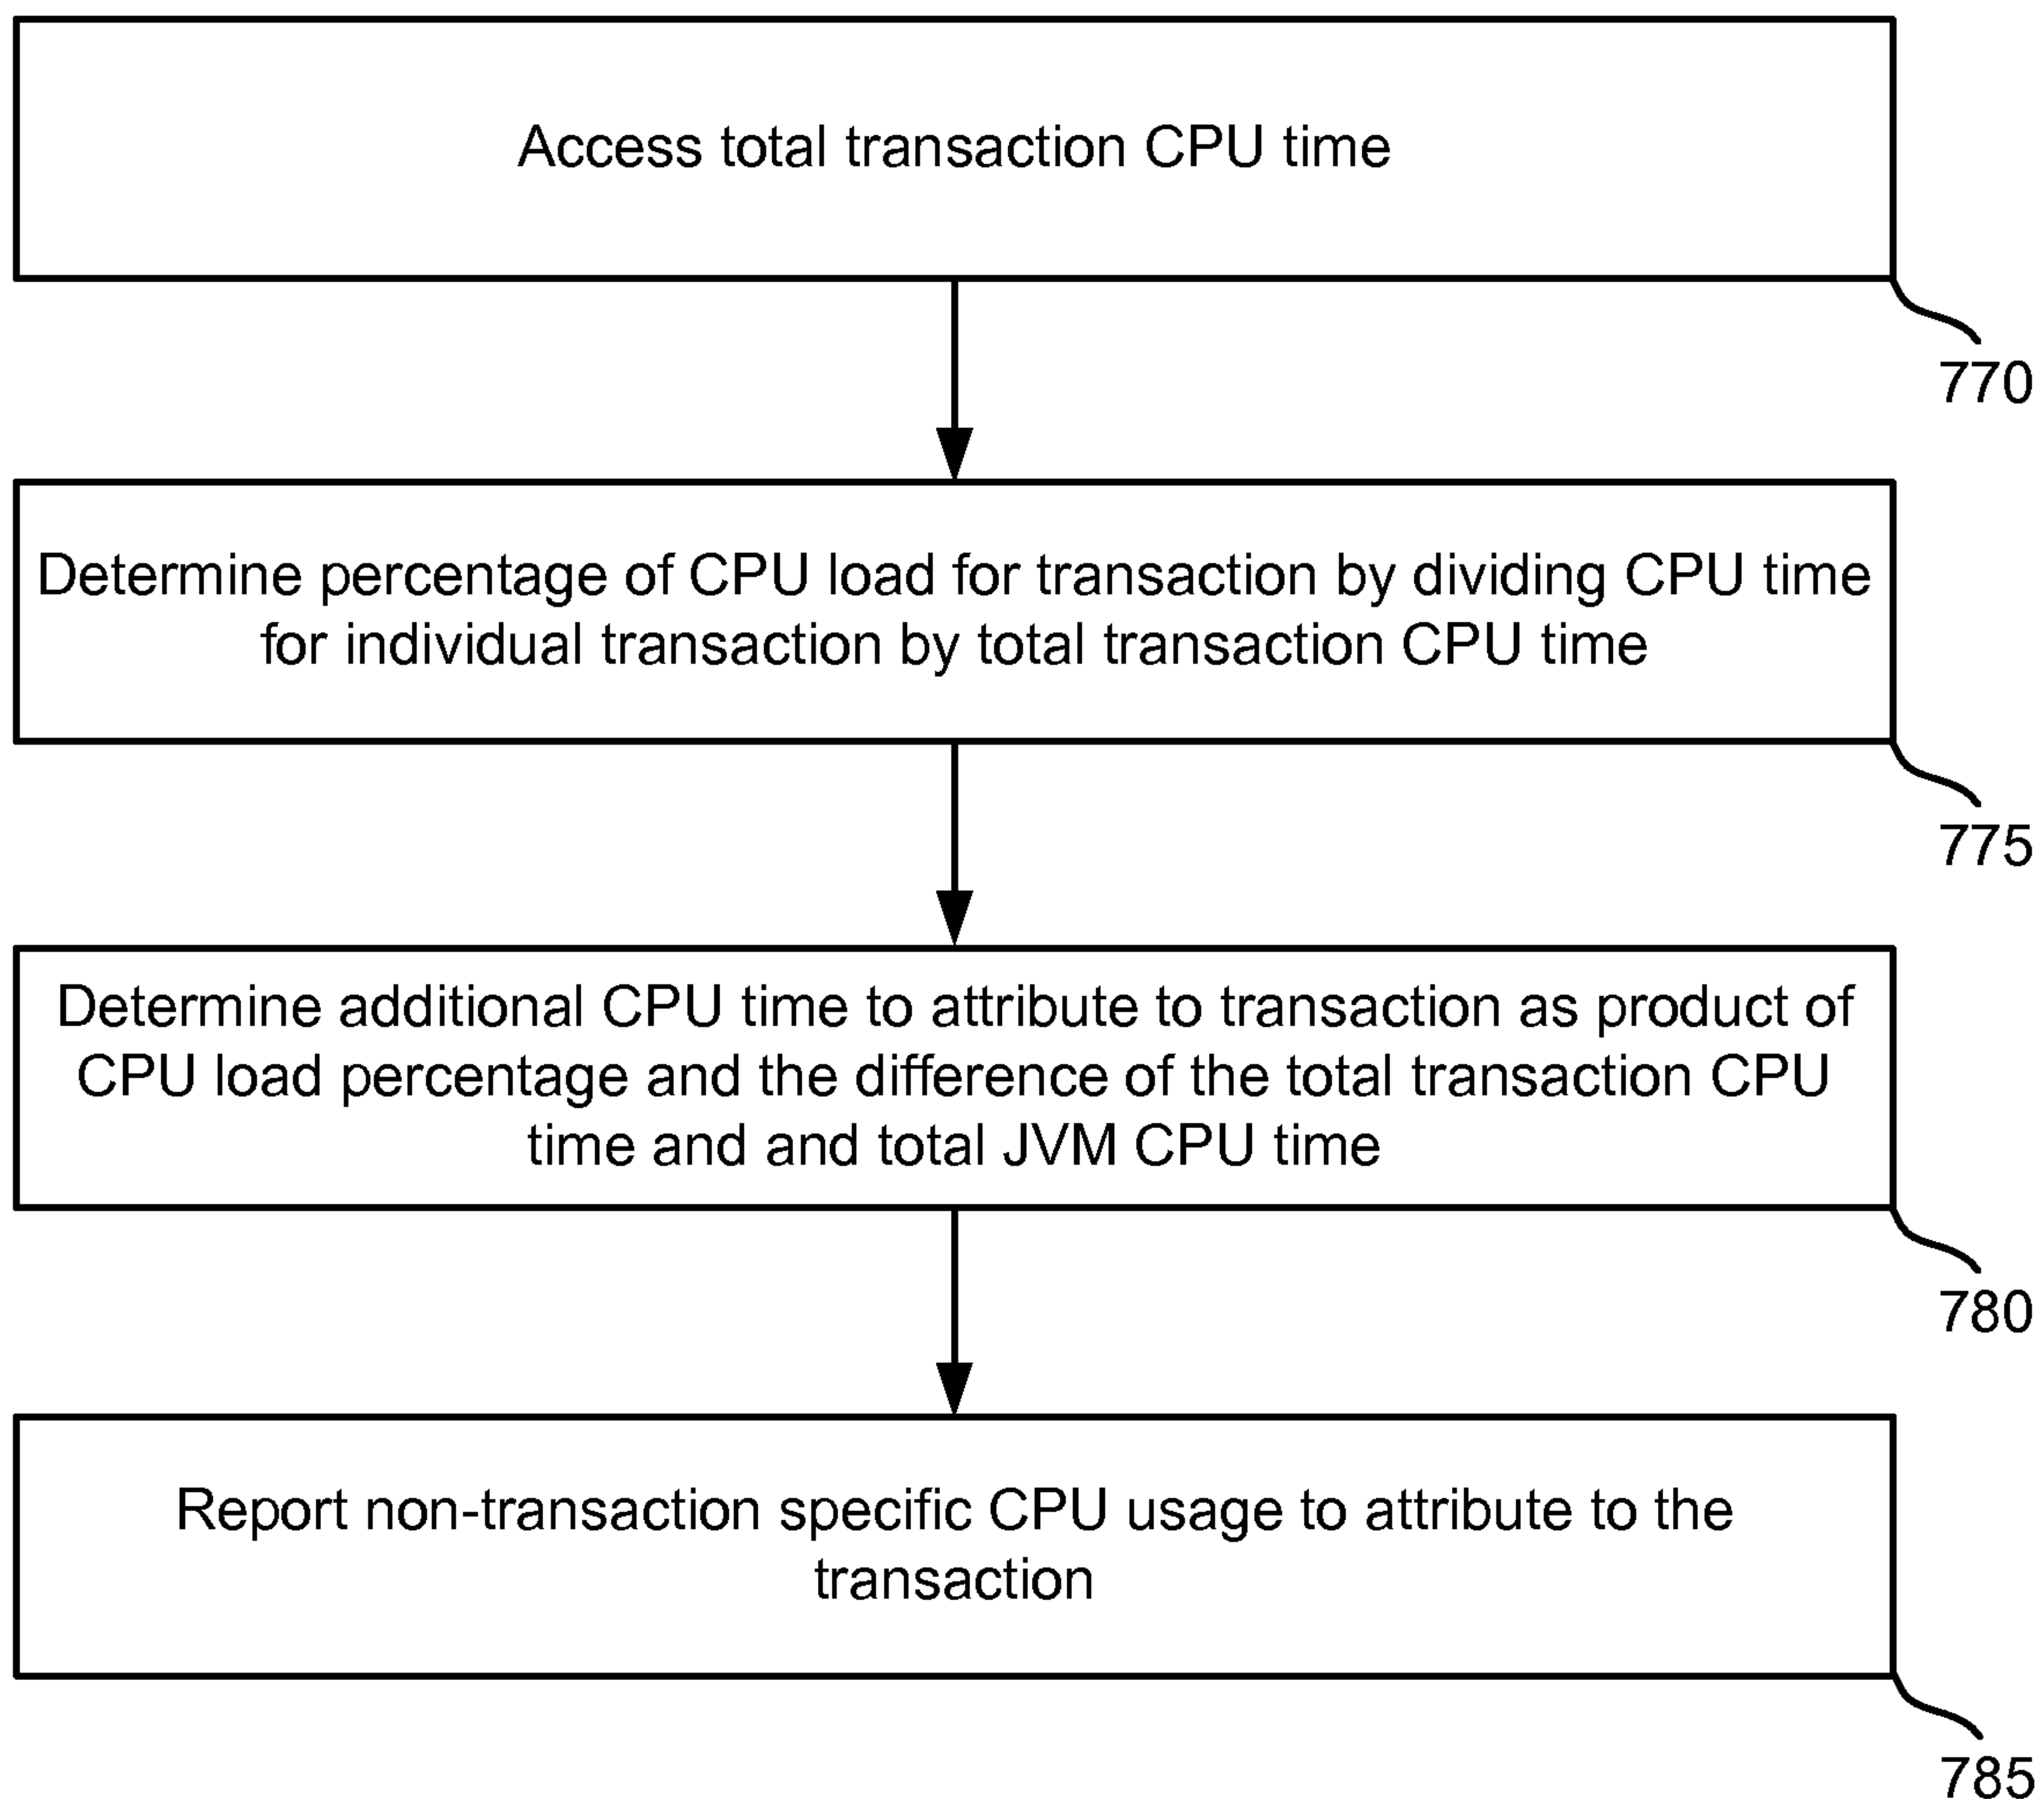 Access total transaction CPU time
770
Determine percentage of CPU load for transaction by dividing CPU time
for individual transaction by total transaction CPU time
775
Determine additional CPU time to attribute to transaction as product of
CPU load percentage and the difference of the total transaction CPU
time and and total JVM CPU time
780
Report non-transaction specific CPU usage to attribute to the
transaction
785